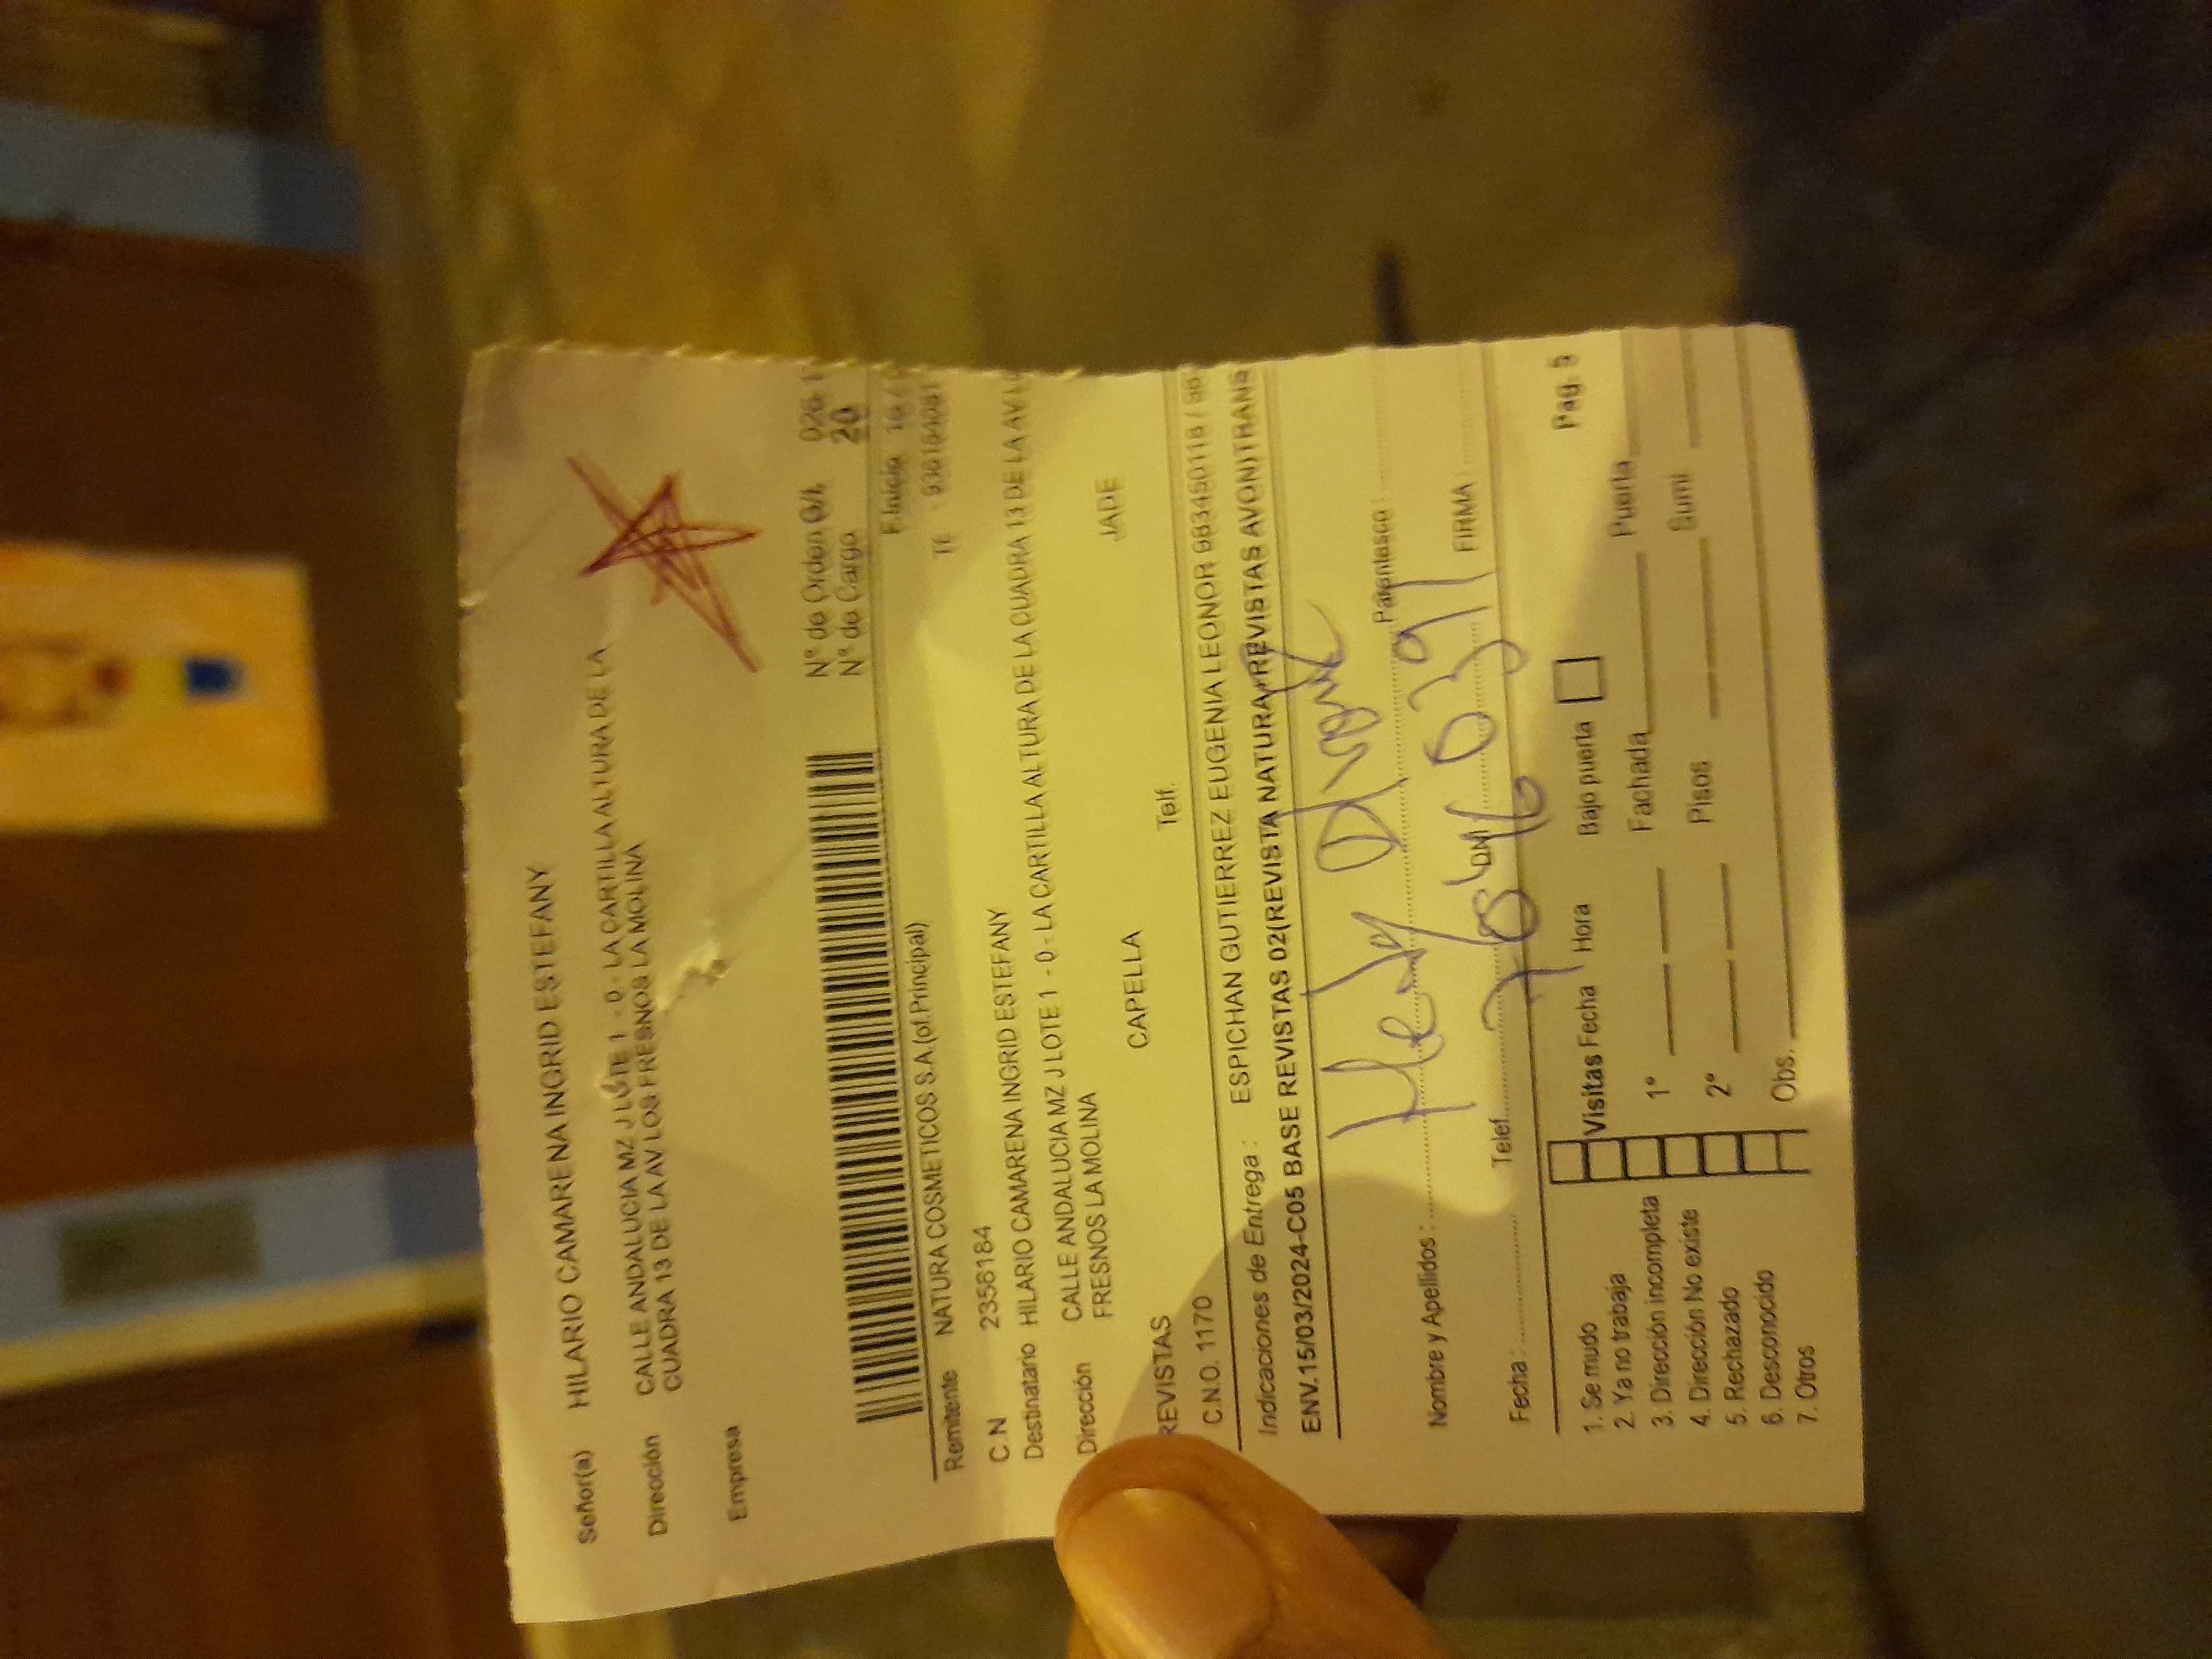 Señor(a) HILARIO CAMARENA INGRID ESTEFANY
Dirección CALLE ANDALUCIA MZ J LOTE 1 - 0 - LA CARTILLA ALTURA DE LA
CUADRA 13 DE LA AV LOS FRESNOS LA MOLINA
Empresa
N° de Orden G/A
N° de Cargo 20
F.Inicio
Remitente NATURA COSMETICOS S.A.(of.Principal)
C.N 2356184
Destinatario HILARIO CAMARENA INGRID ESTEFANY
Dirección CALLE ANDALUCIA MZ J LOTE 1 - 0 - LA CARTILLA ALTURA DE LA CUADRA 13 DE LA AV
FRESNOS LA MOLINA
CAPELLA JADE
REVISTAS Telf.
C.N.O. 1170
Indicaciones de Entrega : ESPICHAN GUTIERREZ EUGENIA LEONOR
ENV.15/03/2024-C05 BASE REVISTAS 02(REVISTA NATURA+REVISTAS AVON)TRANS
Nombre y Apellidos : Parentesco :
Fecha : Telef. DNI FIRMA :
1. Se mudo Visitas Fecha Hora Bajo puerta Pag. 5
2. Ya no trabaja
3. Dirección incompleta 1° Fachada Puerta
4. Dirección No existe
5. Rechazado 2° Pisos Sumi
6. Desconocido
7. Otros Obs.